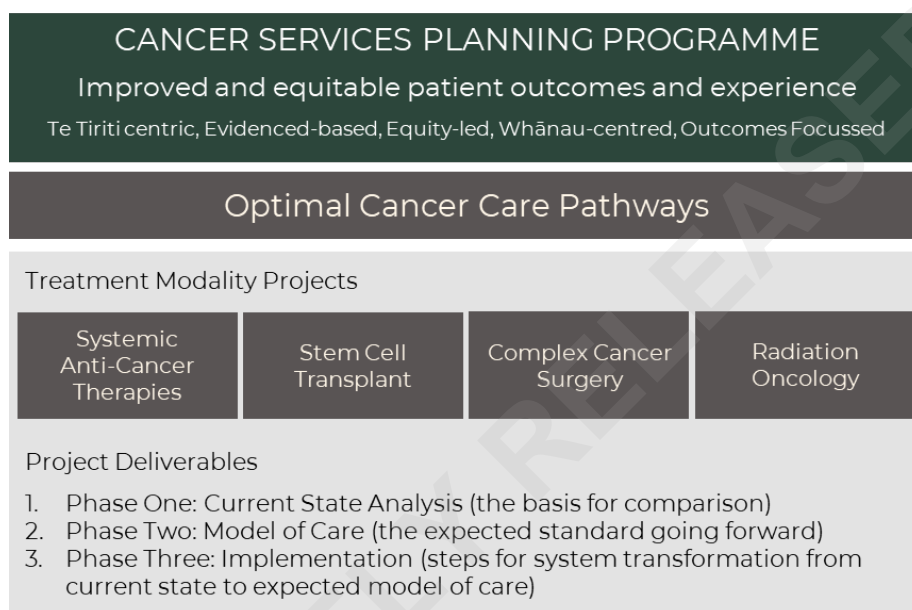 CANCER SERVICES PLANNING PROGRAMME
Improved and equitable patient outcomes and experience
Te Tiriti centric, Evidenced-based, Equity-led, Whānau-centred, Outcomes Focussed
Optimal Cancer Care Pathways
Treatment Modality Projects
Systemic
Anti-Cancer
Therapies
Stem Cell
Transplant
Complex Cancer
Surgery
Radiation
Oncology
Project Deliverables
1. Phase One: Current State Analysis (the basis for comparison)
2. Phase Two: Model of Care (the expected standard going forward)
3. Phase Three: Implementation (steps for system transformation from
current state to expected model of care)
LY RELEASED